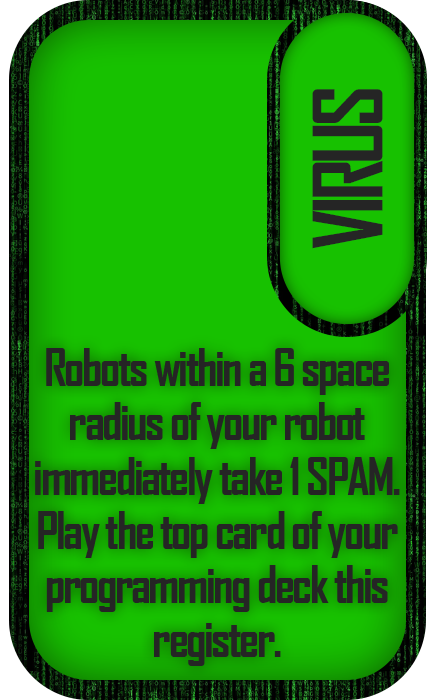 VIRUS
Robots within a 6 space
radius of your robot
immediately take 1 SPAM.
Play the top card of your
programming deck this
register.